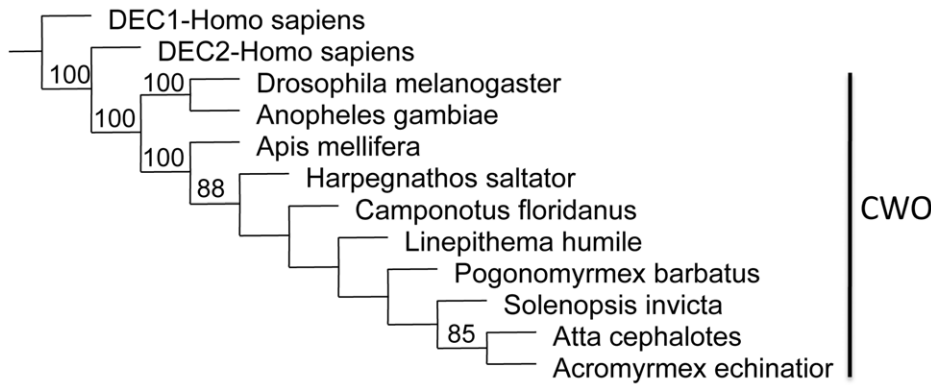 DEC1-Homo sapiens
DEC2-Homo sapiens
100
100
Drosophila melanogaster
100
Anopheles gambiae
Apis mellifera
100
Harpegnathos saltator
88
Camponotus floridanus
CWO
Linepithema humile
Pogonomyrmex barbatus
Solenopsis invicta
85
Atta cephalotes
Acromyrmex echinatior